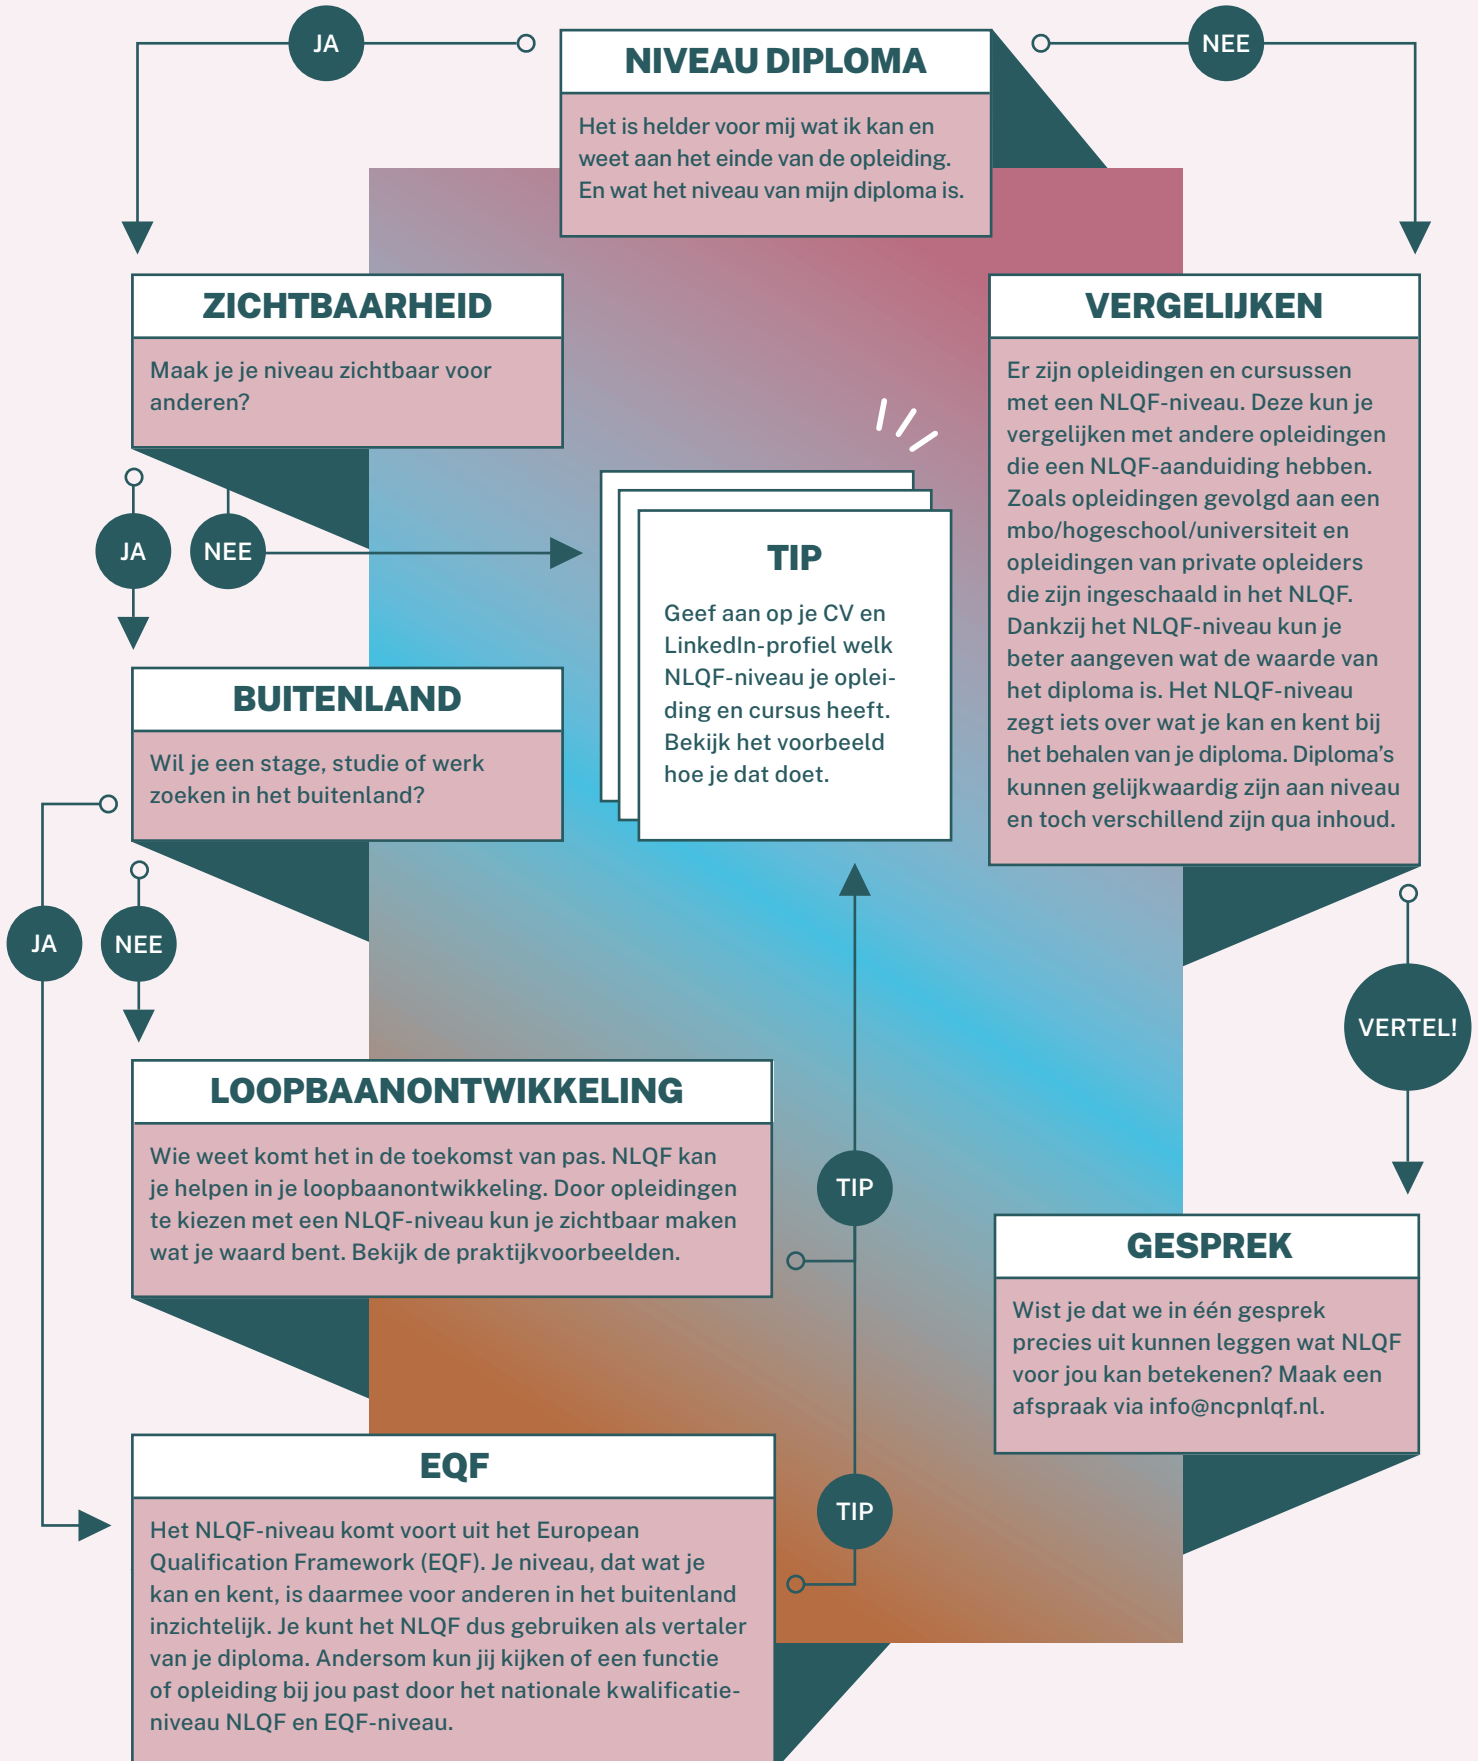 JA
NEE
NIVEAU DIPLOMA
Het is helder voor mij wat ik kan en
weet aan het einde van de opleiding.
En wat het niveau van mijn diploma is.
ZICHTBAARHEID
Maak je je niveau zichtbaar voor
anderen?
JA
NEE
TIP
Geef aan op je CV en
LinkedIn-profiel welk
NLQF-niveau je oplei-
ding en cursus heeft.
Bekijk het voorbeeld
hoe je dat doet.
VERGELIJKEN
Er zijn opleidingen en cursussen
met een NLQF-niveau. Deze kun je
vergelijken met andere opleidingen
die een NLQF-aanduiding hebben.
Zoals opleidingen gevolgd aan een
mbo/hogeschool/universiteit en
opleidingen van private opleiders
die zijn ingeschaald in het NLQF.
Dankzij het NLQF-niveau kun je
beter aangeven wat de waarde van
het diploma is. Het NLQF-niveau
zegt iets over wat je kan en kent bij
het behalen van je diploma. Diploma's
kunnen gelijkwaardig zijn aan niveau
en toch verschillend zijn qua inhoud.
BUITENLAND
Wil je een stage, studie of werk
zoeken in het buitenland?
JA
NEE
VERTEL!
LOOPBAANONTWIKKELING
Wie weet komt het in de toekomst van pas. NLQF kan
je helpen in je loopbaanontwikkeling. Door opleidingen
te kiezen met een NLQF-niveau kun je zichtbaar maken
wat je waard bent. Bekijk de praktijkvoorbeelden.
TIP
GESPREK
Wist je dat we in één gesprek
precies uit kunnen leggen wat NLQF
voor jou kan betekenen? Maak een
afspraak via info@ncpnlqf.nl.
EQF
Het NLQF-niveau komt voort uit het European
Qualification Framework (EQF). Je niveau, dat wat je
kan en kent, is daarmee voor anderen in het buitenland
inzichtelijk. Je kunt het NLQF dus gebruiken als vertaler
van je diploma. Andersom kun jij kijken of een functie
of opleiding bij jou past door het nationale kwalificatie-
niveau NLQF en EQF-niveau.
TIP